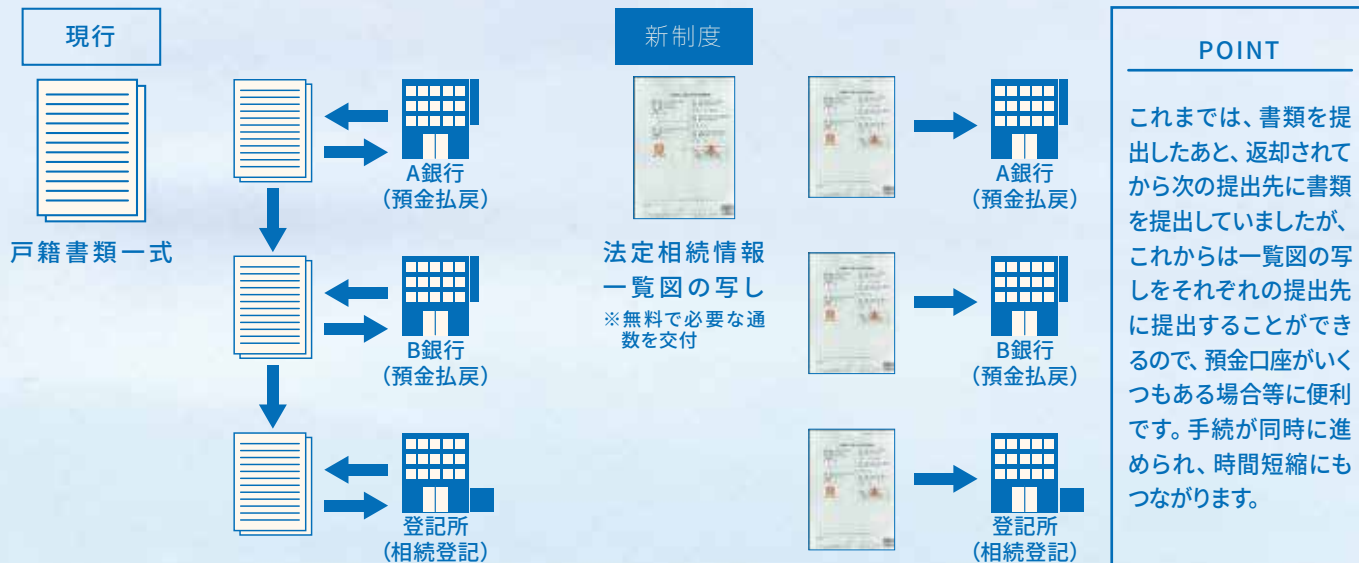 現行
戸籍書類一式
A銀行
(預金払戻)
B銀行
(預金払戻)
登記所
(相続登記)
新制度
法定相続情報
一覧図の写し
※無料で必要な通
数を交付
見本
見本
A銀行
(預金払戻)
見本
B銀行
(預金払戻)
見本
登記所
(相続登記)
POINT
これまでは、書類を提
出したあと、返却されて
から次の提出先に書類
を提出していましたが、
これからは一覧図の写
しをそれぞれの提出先
に提出することができ
るので、預金口座がいく
つもある場合等に便利
です。手続が同時に進
められ、時間短縮にも
つながります。